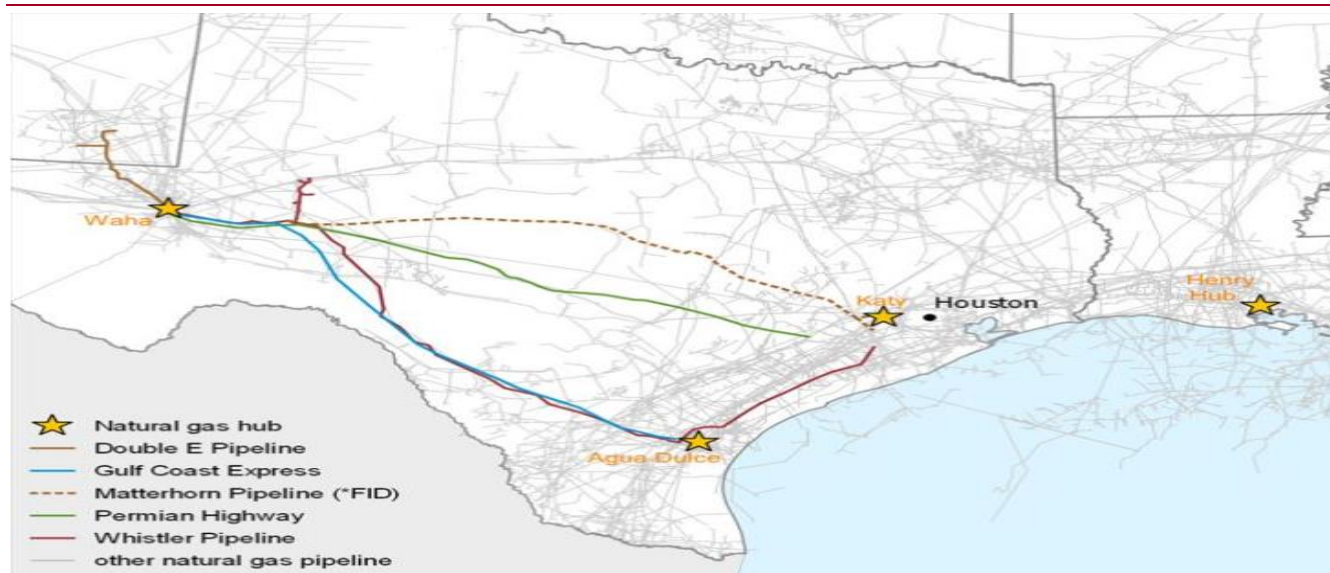 Waha
Katy
Houston
Henry
Hub
Agua Dulce
Natural gas hub
Double E Pipeline
Gulf Coast Express
Matterhorn Pipeline (*FID)
Permian Highway
Whistler Pipeline
other natural gas pipeline